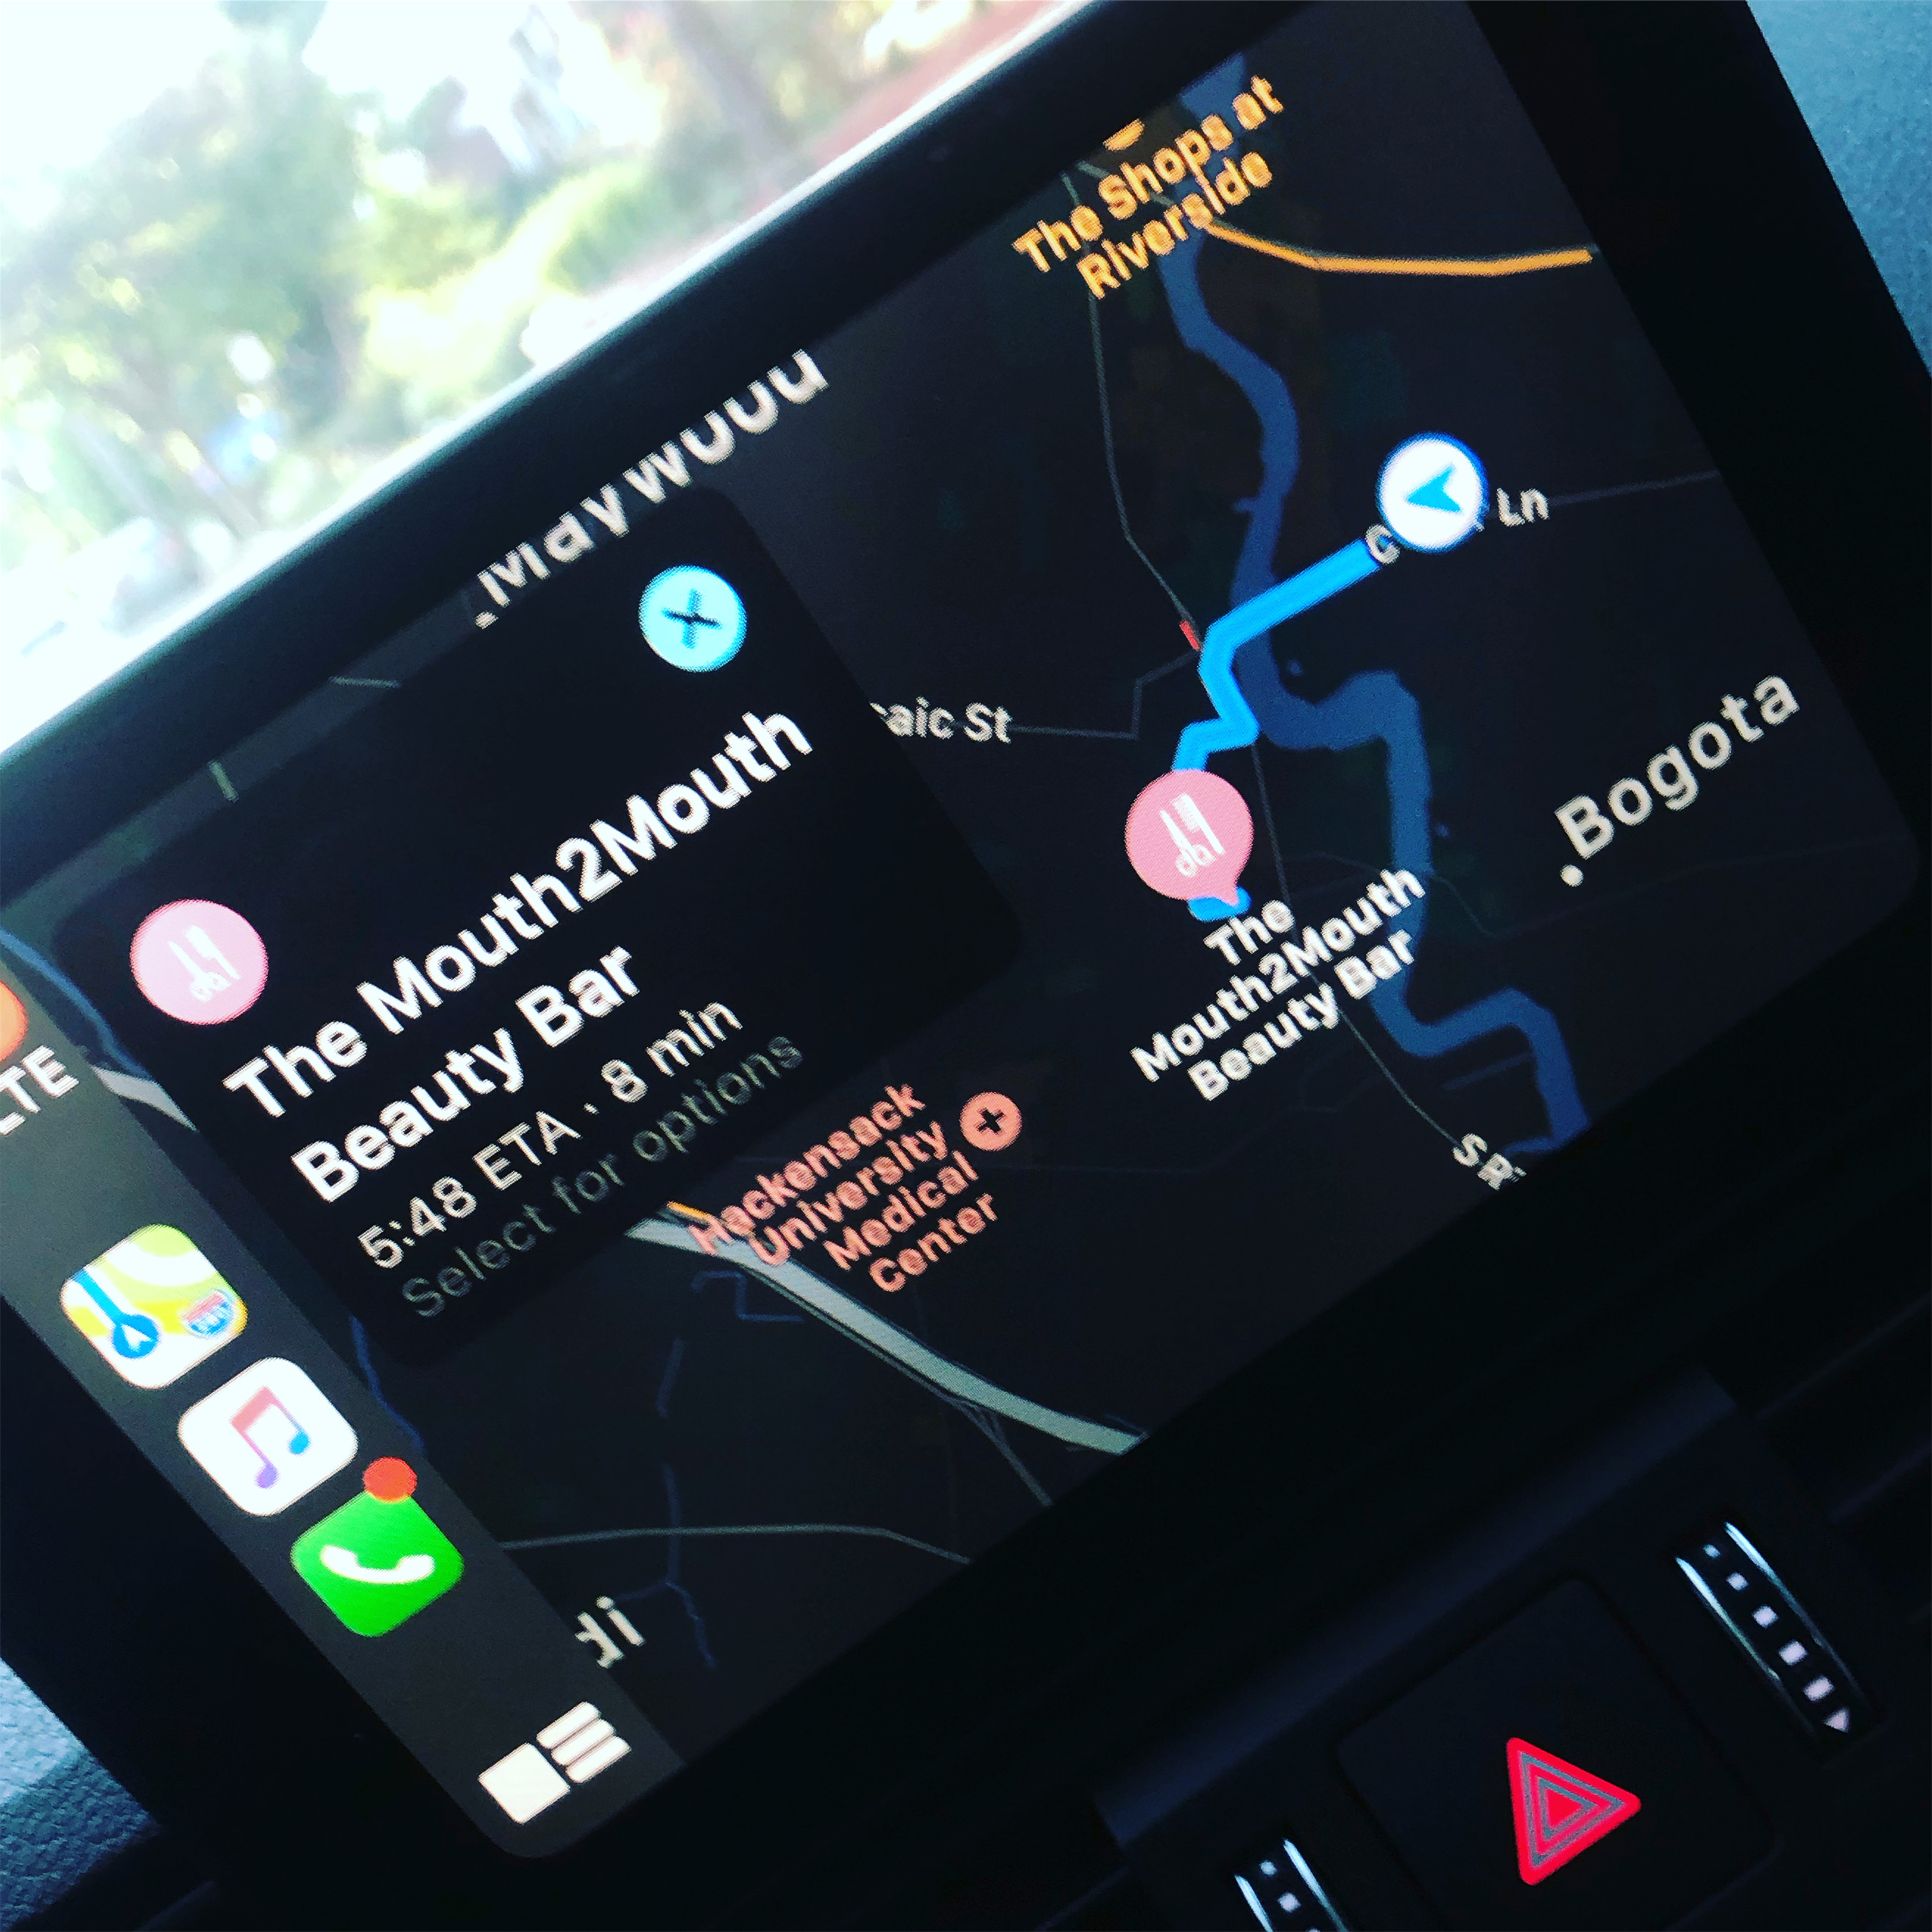 The Shops at
Riverside
Ln
The Mouth2Mouth
Beauty Bar
5:48 ETA · 8 min
Select for options
Bogota
The
Mouth2Mouth
Beauty Bar
Hackensack
University
Medical
Center
LTE
St
S